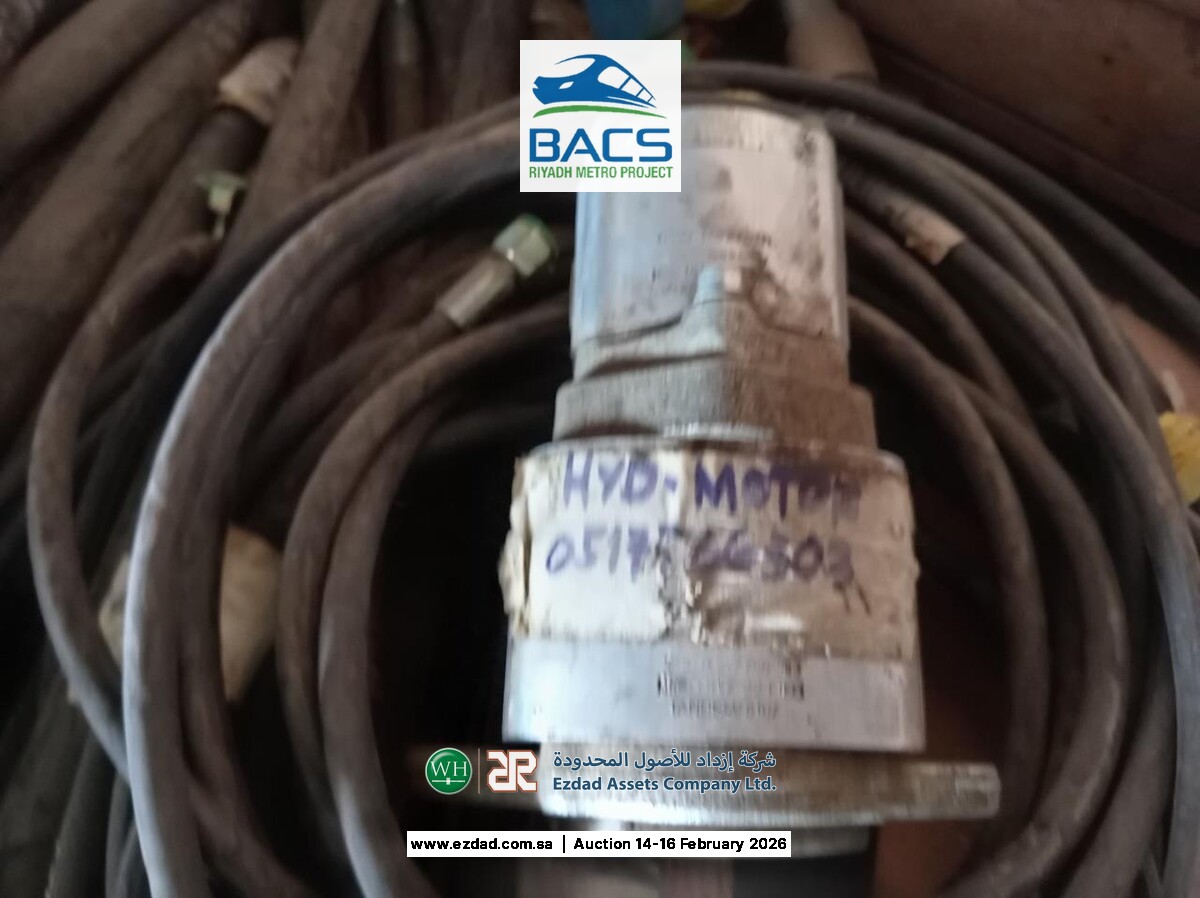 BACS
RIYADH METRO PROJECT
HYD-MOTOR
WH
شركة إزداد للأصول المحدودة
Ezdad Assets Company Ltd.
www.ezdad.com.sa | Auction 14-16 February 2026